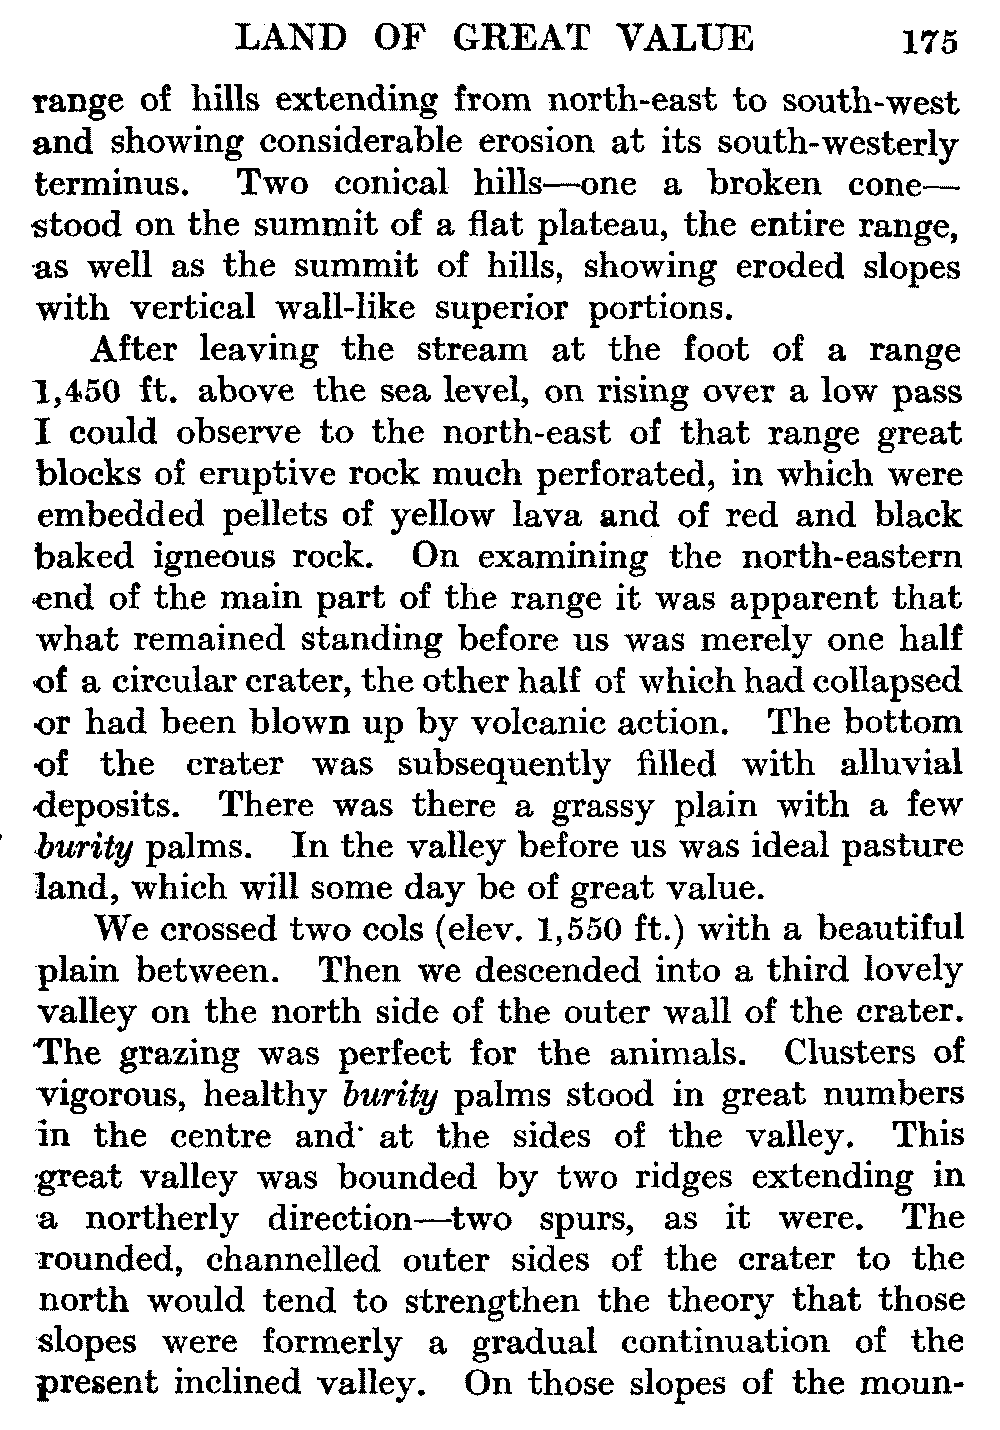 LAND OF GREAT VALUE 175
range of hills extending from north-east to south-west
and showing considerable erosion at its south-westerly
terminus. Two conical hills—one a broken cone—
stood on the summit of a flat plateau, the entire range,
as well as the summit of hills, showing eroded slopes
with vertical wall-like superior portions.
After leaving the stream at the foot of a range
1,450 ft. above the sea level, on rising over a low pass
I could observe to the north-east of that range great
blocks of eruptive rock much perforated, in which were
embedded pellets of yellow lava and of red and black
baked igneous rock. On examining the north-eastern
end of the main part of the range it was apparent that
what remained standing before us was merely one half
of a circular crater, the other half of which had collapsed
or had been blown up by volcanic action. The bottom
of the crater was subsequently filled with alluvial
deposits. There was there a grassy plain with a few
burity palms. In the valley before us was ideal pasture
land, which will some day be of great value.
We crossed two cols (elev. 1,550 ft.) with a beautiful
plain between. Then we descended into a third lovely
valley on the north side of the outer wall of the crater.
The grazing was perfect for the animals. Clusters of
vigorous, healthy burity palms stood in great numbers
in the centre and at the sides of the valley. This
great valley was bounded by two ridges extending in
a northerly direction—two spurs, as it were. The
rounded, channelled outer sides of the crater to the
north would tend to strengthen the theory that those
slopes were formerly a gradual continuation of the
present inclined valley. On those slopes of the moun-